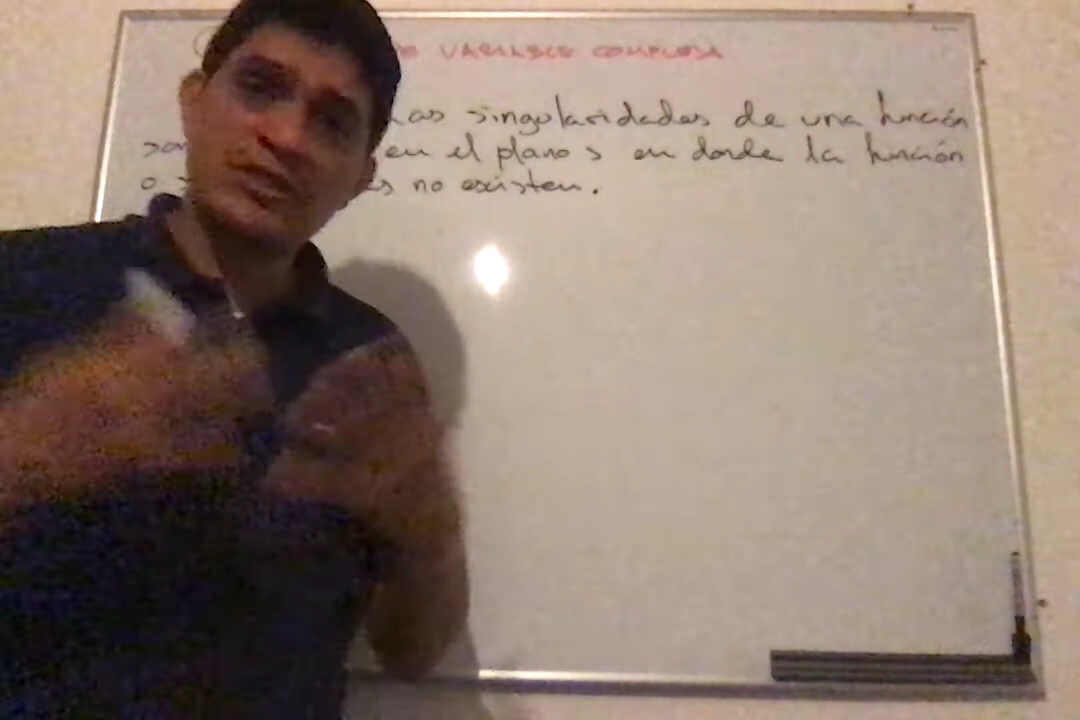 VARIABLE COMPLEJA
Las singularidades de una función
en el plano s en donde la función
no existen.